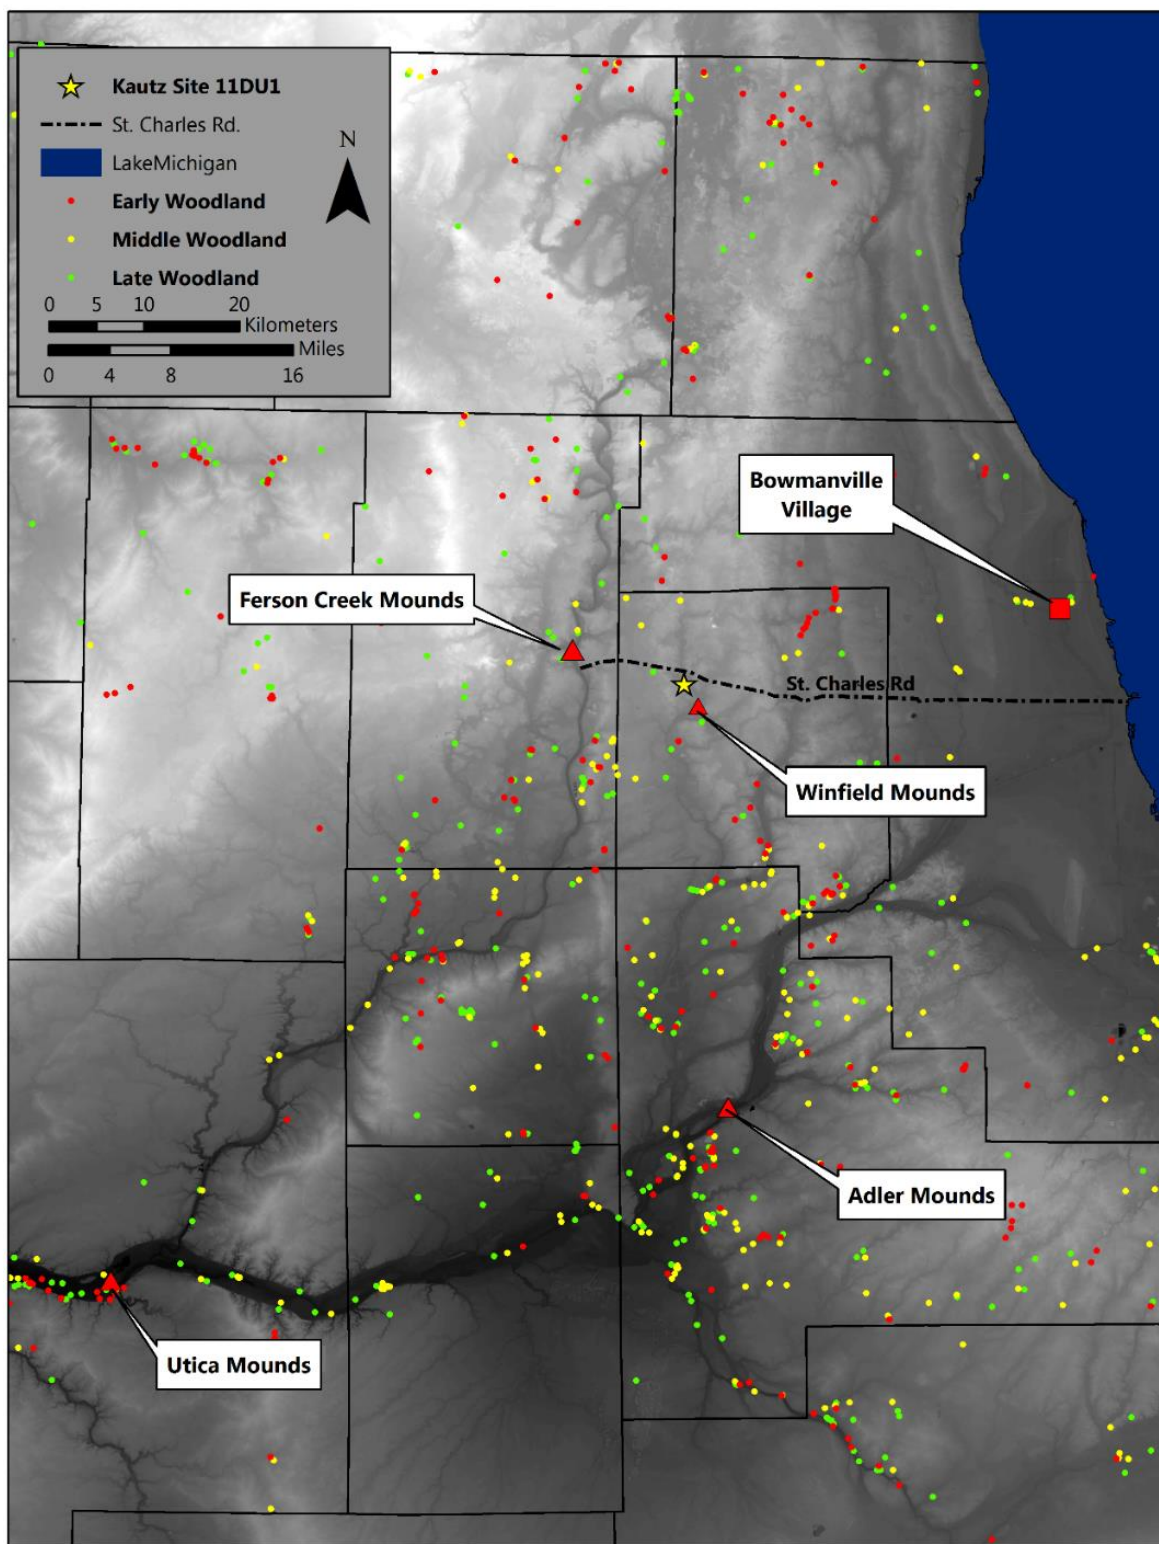 Kautz Site 11DU1
St. Charles Rd.
LakeMichigan
N
Early Woodland
Middle Woodland
Late Woodland
0 5 10 20
Kilometers
Miles
0 4 8 16
Bowmanville
Village
Ferson Creek Mounds
St. Charles Rd
Winfield Mounds
Adler Mounds
Utica Mounds